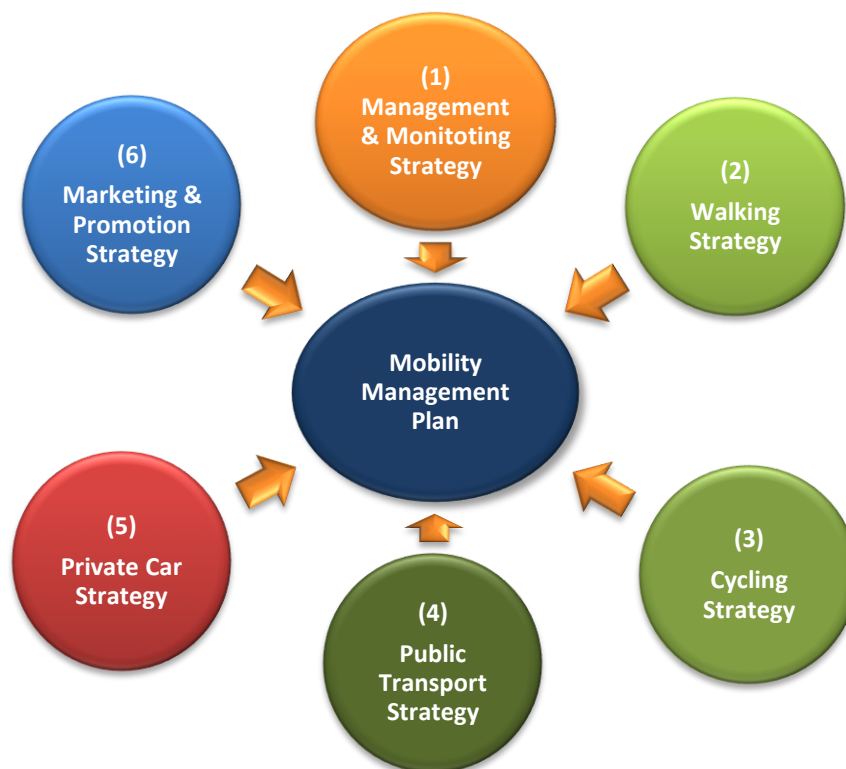 (1)
Management
& Monitoting
Strategy
(2)
Walking
Strategy
(3)
Cycling
Strategy
(4)
Public
Transport
Strategy
(5)
Private Car
Strategy
(6)
Marketing &
Promotion
Strategy
Mobility
Management
Plan